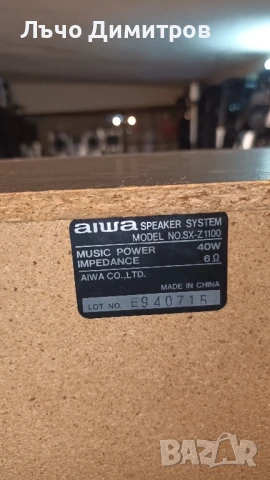 Лъчо Димитров
aiwa SPEAKER SYSTEM
MODEL NO.SX-Z1100
MUSIC POWER 40W
IMPEDANCE 6Ω
AIWA CO.,LTD.
MADE IN CHINA
LOT NO. E940715
bazar.bg